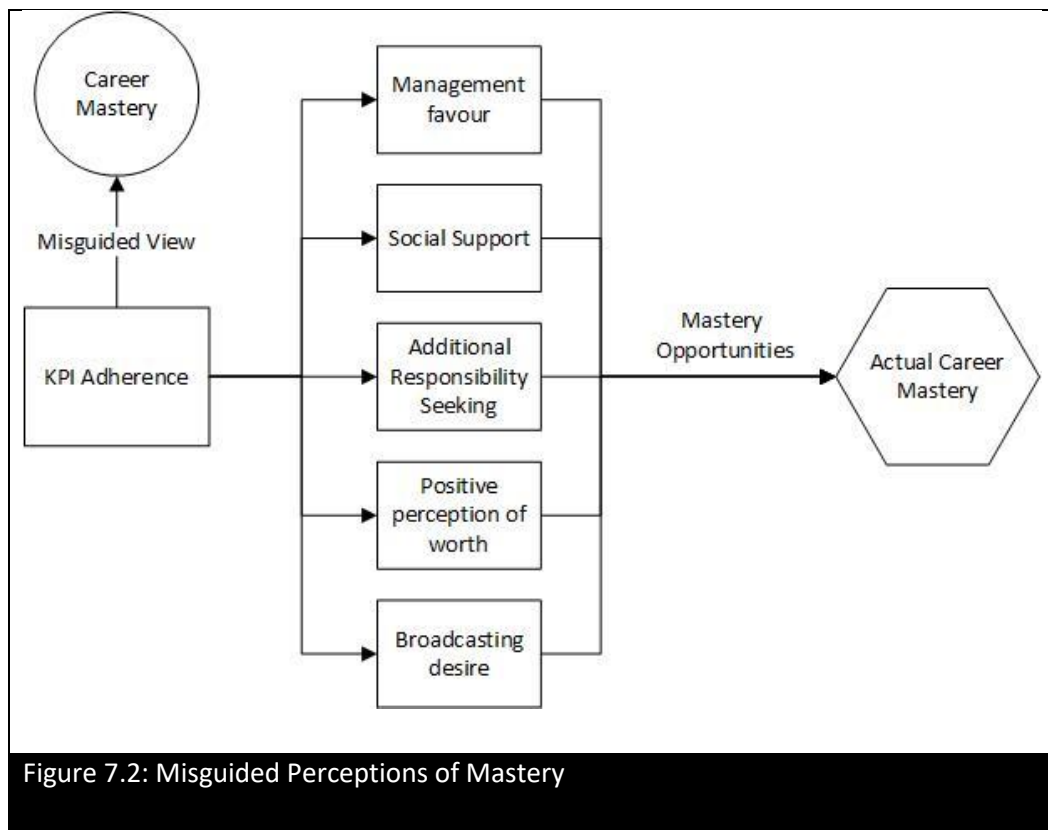 Career
Mastery
Misguided View
KPI Adherence
Management
favour
Social Support
Additional
Responsibility
Seeking
Positive
perception of
worth
Broadcasting
desire
Mastery
Opportunities
Actual Career
Mastery
Figure 7.2: Misguided Perceptions of Mastery